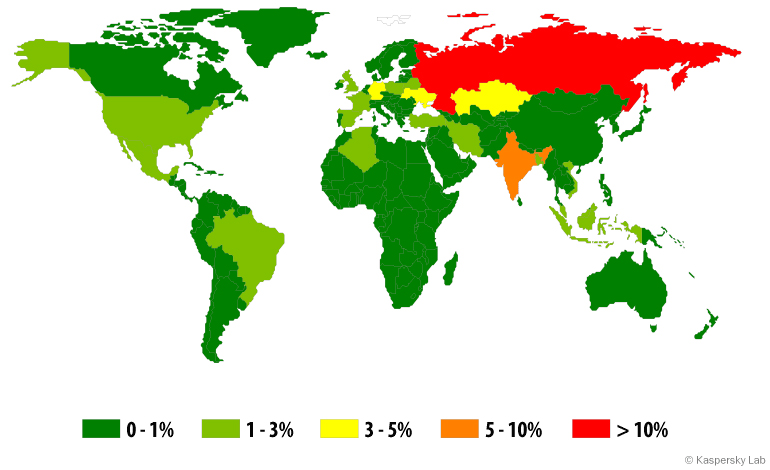 0 - 1%
1 - 3%
3 - 5%
5 - 10%
> 10%
© Kaspersky Lab